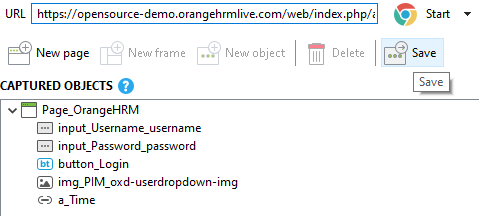 URL https://opensource-demo.orangehrmlive.com/web/index.php/a Start
New page New frame New object Delete Save
Save
CAPTURED OBJECTS ?
Page_OrangeHRM
input_Username_username
input_Password_password
bt button_Login
img_PIM_oxd-userdropdown-img
a_Time